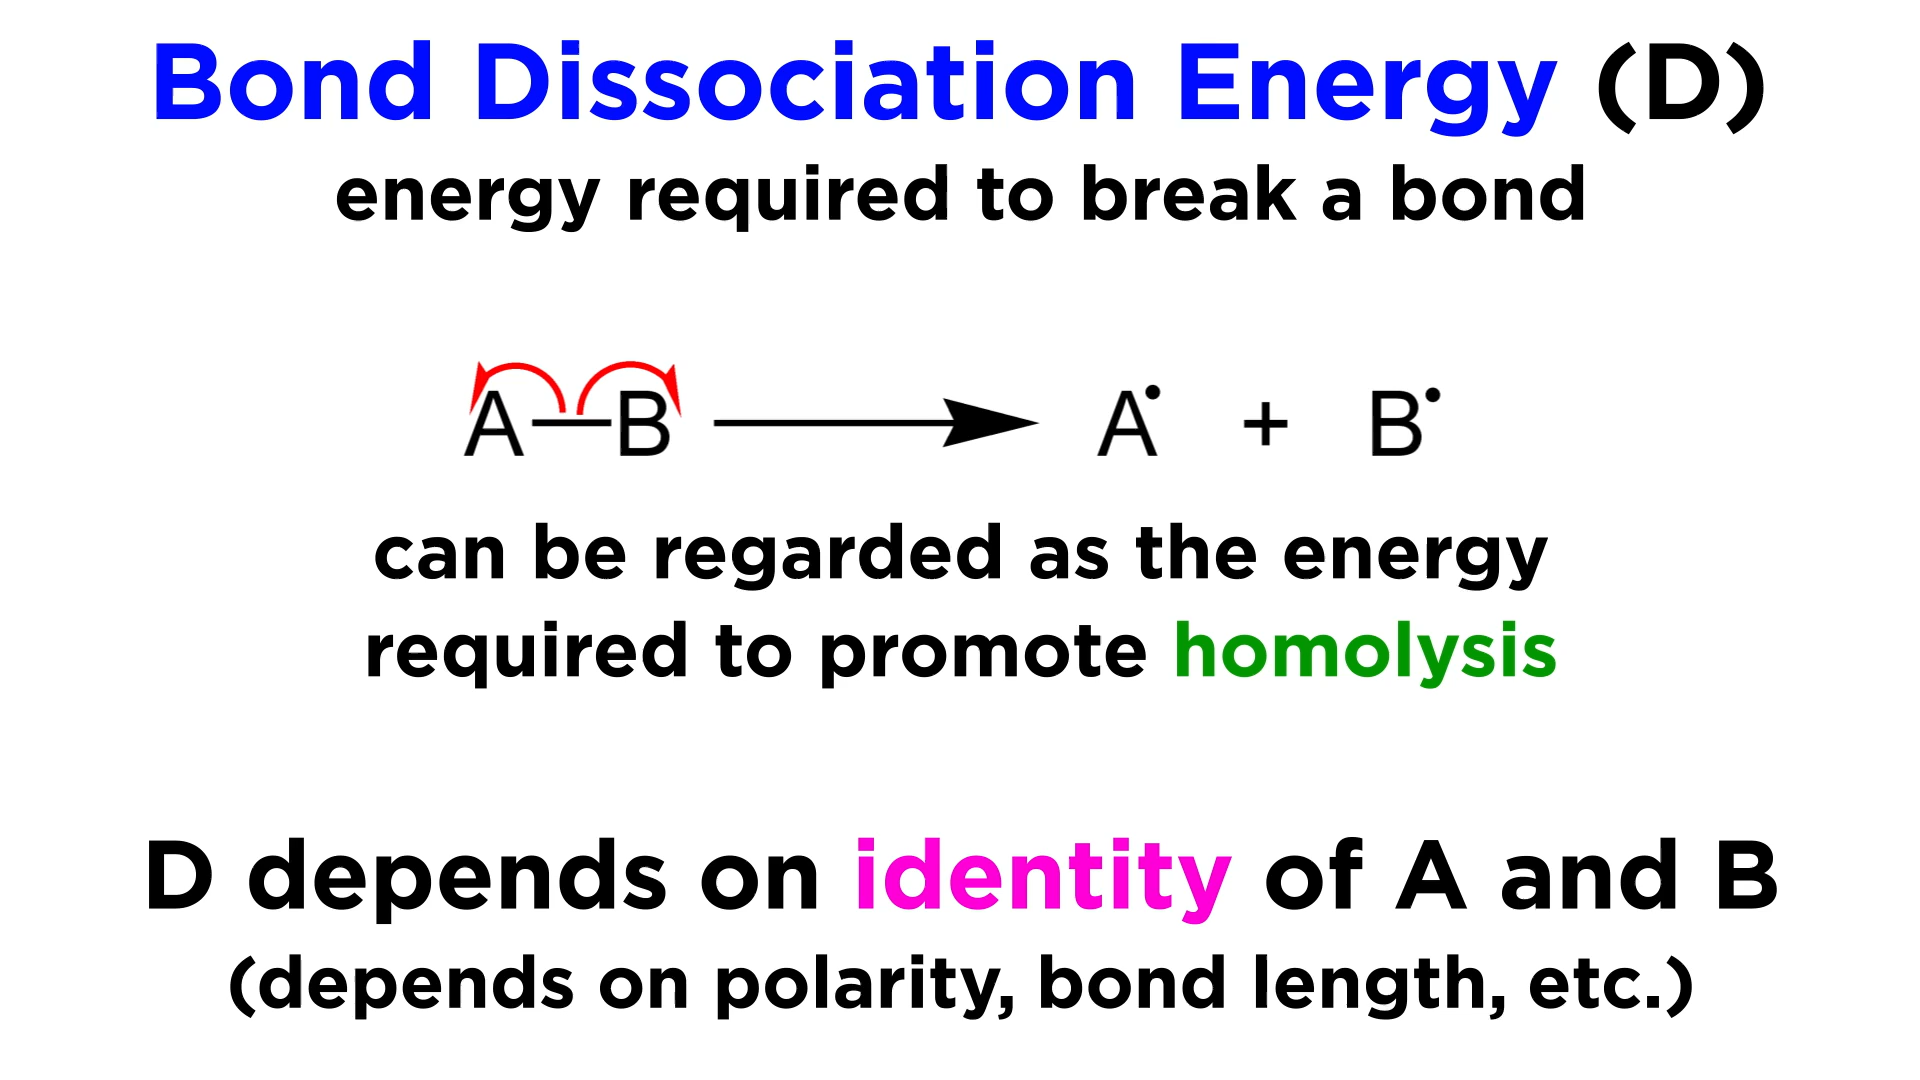 Bond Dissociation Energy (D)
energy required to break a bond
A—B A• + B•
can be regarded as the energy
required to promote homolysis
D depends on identity of A and B
(depends on polarity, bond length, etc.)